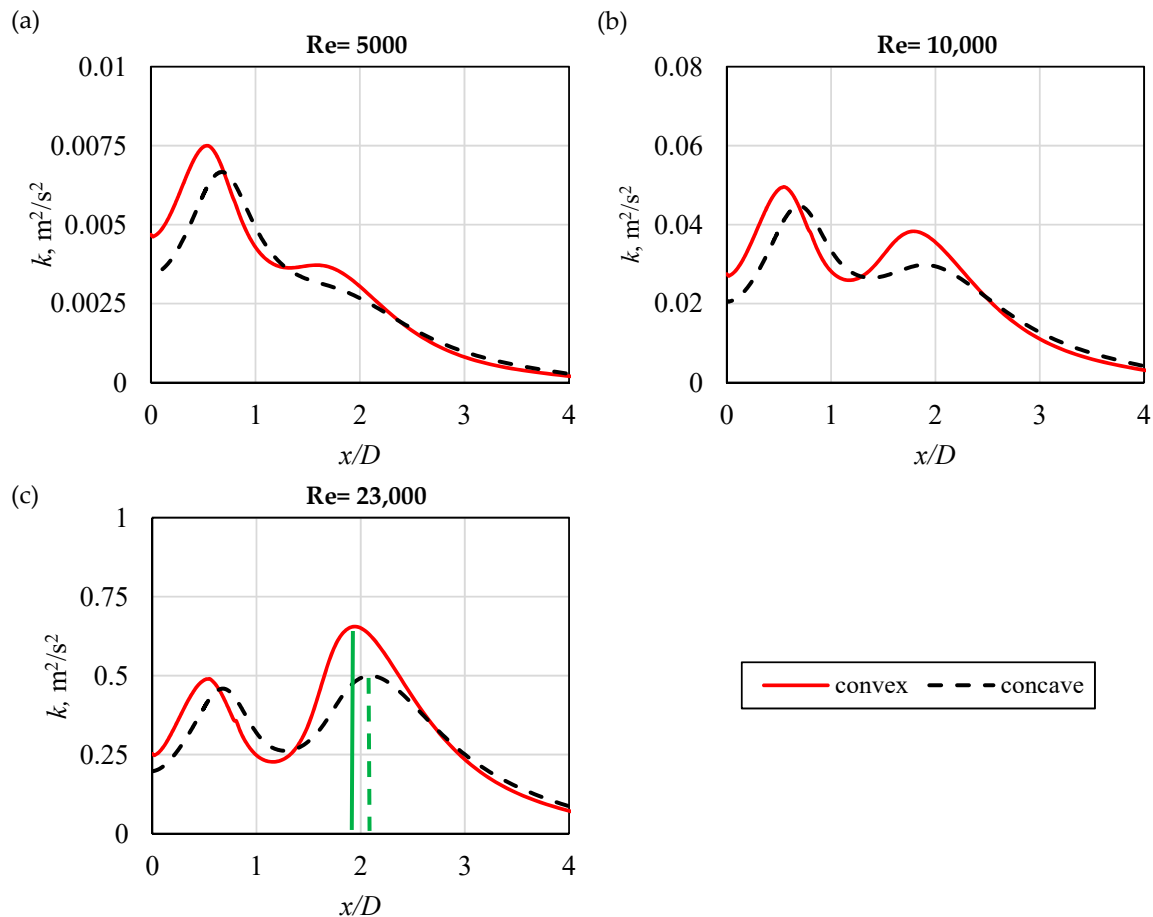 (a)
Re= 5000
0.01
0.0075
0.005
0.0025
0
k, m²/s²
0 1 2 3 4
x/D
(b)
Re= 10,000
0.08
0.06
0.04
0.02
0
k, m²/s²
0 1 2 3 4
x/D
(c)
Re= 23,000
1
0.75
0.5
0.25
0
k, m²/s²
0 1 2 3 4
x/D
convex concave